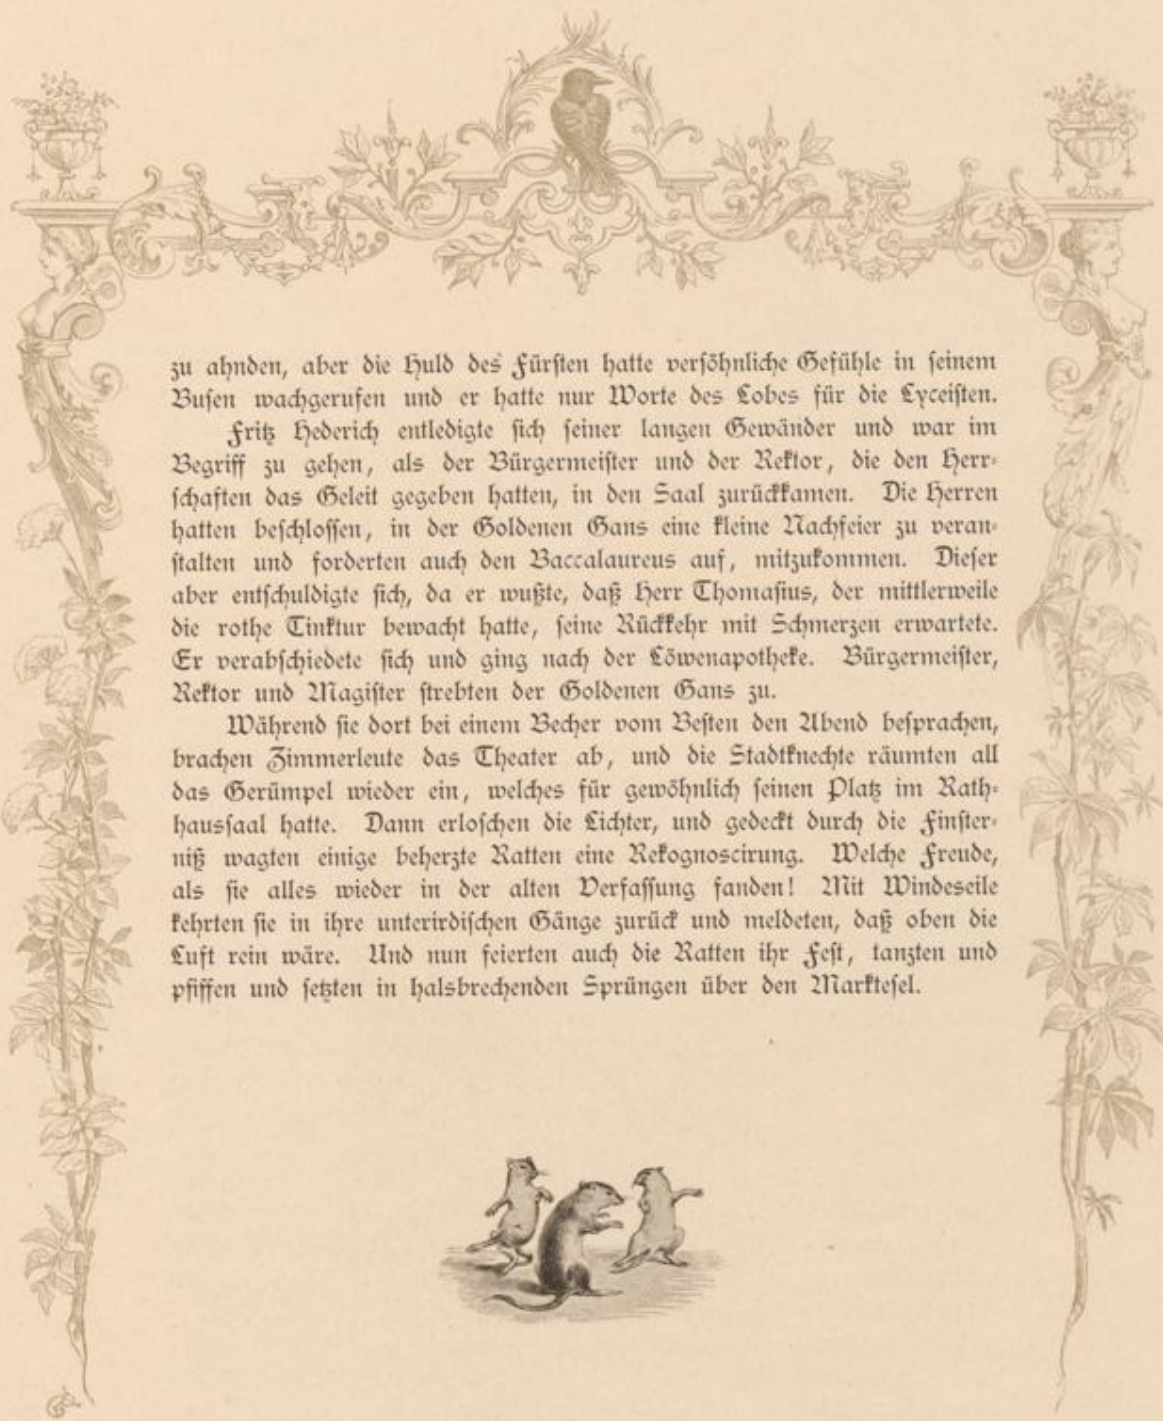 zu ahnden, aber die Huld des Fürsten hatte versöhnliche Gefühle in seinem
Busen wachgerufen und er hatte nur Worte des Lobes für die Lyceisten.
Fritz Hederich entledigte sich seiner langen Gewänder und war im
Begriff zu gehen, als der Bürgermeister und der Rektor, die den Herr-
schaften das Geleit gegeben hatten, in den Saal zurückkamen. Die Herren
hatten beschlossen, in der Goldenen Gans eine kleine Nachfeier zu veran-
stalten und forderten auch den Baccalaureus auf, mitzukommen. Dieser
aber entschuldigte sich, da er wußte, daß Herr Thomasius, der mittlerweile
die rothe Tinktur bewacht hatte, seine Rückkehr mit Schmerzen erwartete.
Er verabschiedete sich und ging nach der Löwenapotheke. Bürgermeister,
Rektor und Magister strebten der Goldenen Gans zu.
Während sie dort bei einem Becher vom Besten den Abend besprachen,
brachen Zimmerleute das Theater ab, und die Stadtknechte räumten all
das Gerümpel wieder ein, welches für gewöhnlich seinen Platz im Rath-
haussaal hatte. Dann erloschen die Lichter, und gedeckt durch die Finster-
niß wagten einige beherzte Ratten eine Rekognoscirung. Welche Freude,
als sie alles wieder in der alten Verfassung fanden! Mit Windeseile
kehrten sie in ihre unterirdischen Gänge zurück und meldeten, daß oben die
Luft rein wäre. Und nun feierten auch die Ratten ihr Fest, tanzten und
pfiffen und setzten in halsbrechenden Sprüngen über den Marktesel.